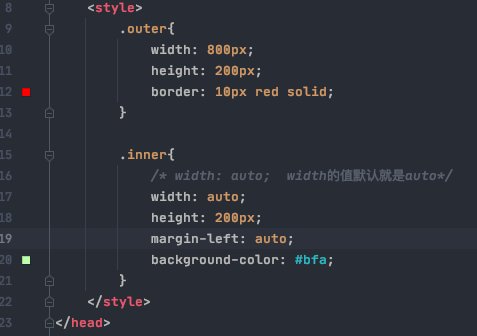 8 <style>
9 .outer{
10 width: 800px;
11 height: 200px;
12 border: 10px red solid;
13 }
14
15 .inner{
16 /* width: auto;  width的值默认就是auto*/
17 width: auto;
18 height: 200px;
19 margin-left: auto;
20 background-color: #bfa;
21 }
22 </style>
23 </head>